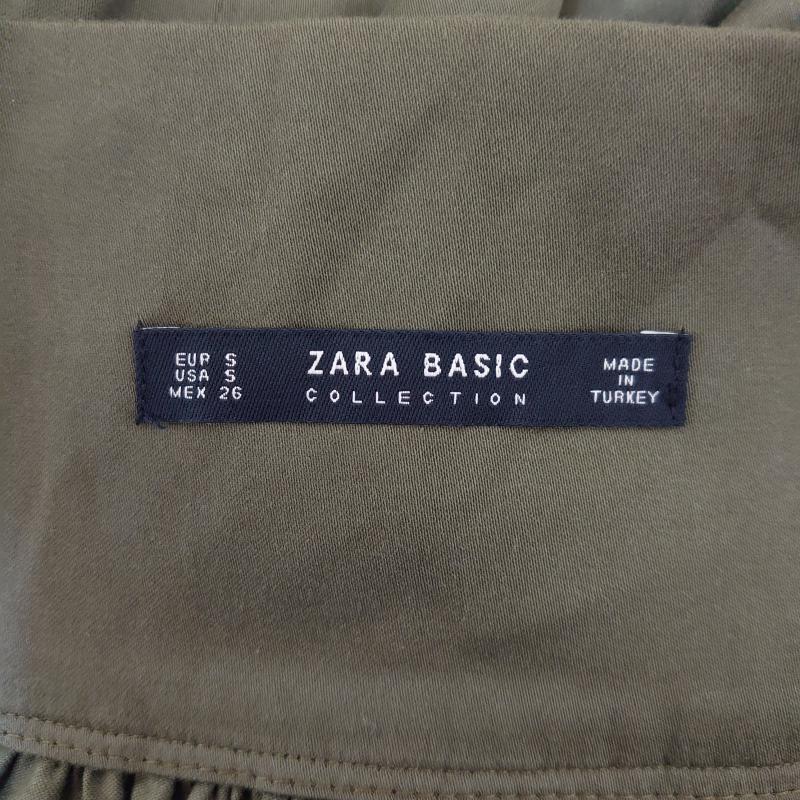 EUR S
USA S
MEX 26
ZARA BASIC
COLLECTION
MADE
IN
TURKEY